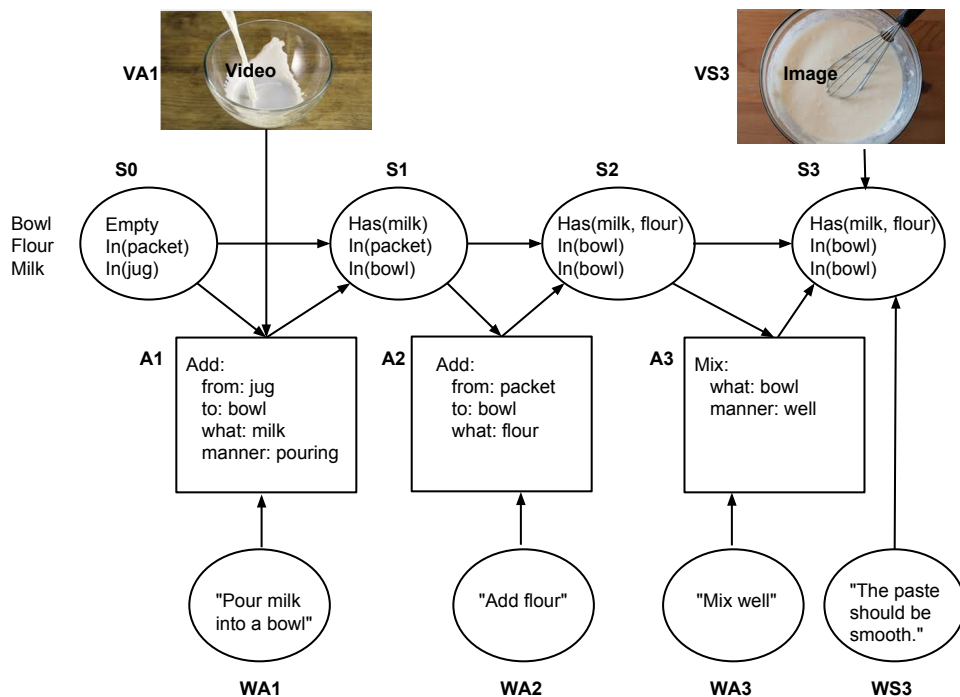 VA1
Video
VS3
Image
S0
S1
S2
S3
Bowl
Flour
Milk
Empty
In(packet)
In(jug)
Has(milk)
In(packet)
In(bowl)
Has(milk, flour)
In(bowl)
In(bowl)
Has(milk, flour)
In(bowl)
In(bowl)
A1
Add:
from: jug
to: bowl
what: milk
manner: pouring
A2
Add:
from: packet
to: bowl
what: flour
A3
Mix:
what: bowl
manner: well
"Pour milk
into a bowl"
"Add flour"
"Mix well"
"The paste
should be
smooth."
WA1
WA2
WA3
WS3